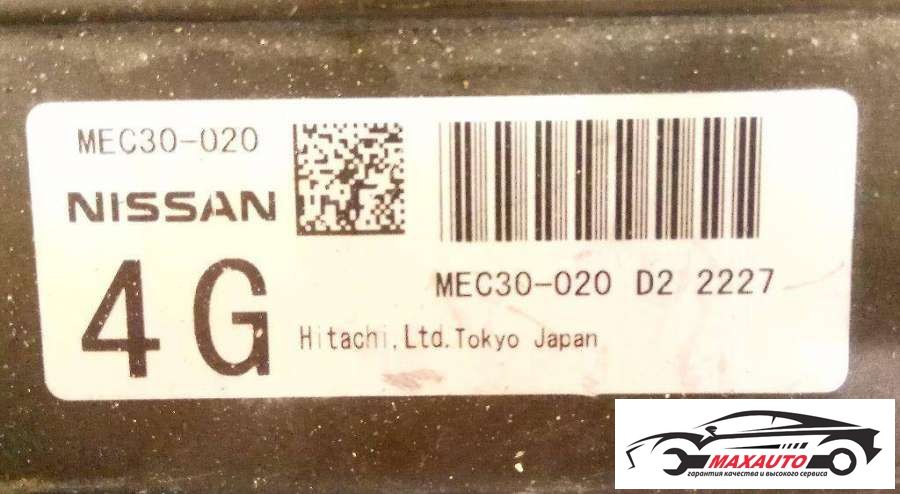 MEC30-020
NISSAN
4G
MEC30-020 D2 2227
Hitachi,Ltd.Tokyo Japan
MAXAUTO
гарантия качества и высокого сервиса